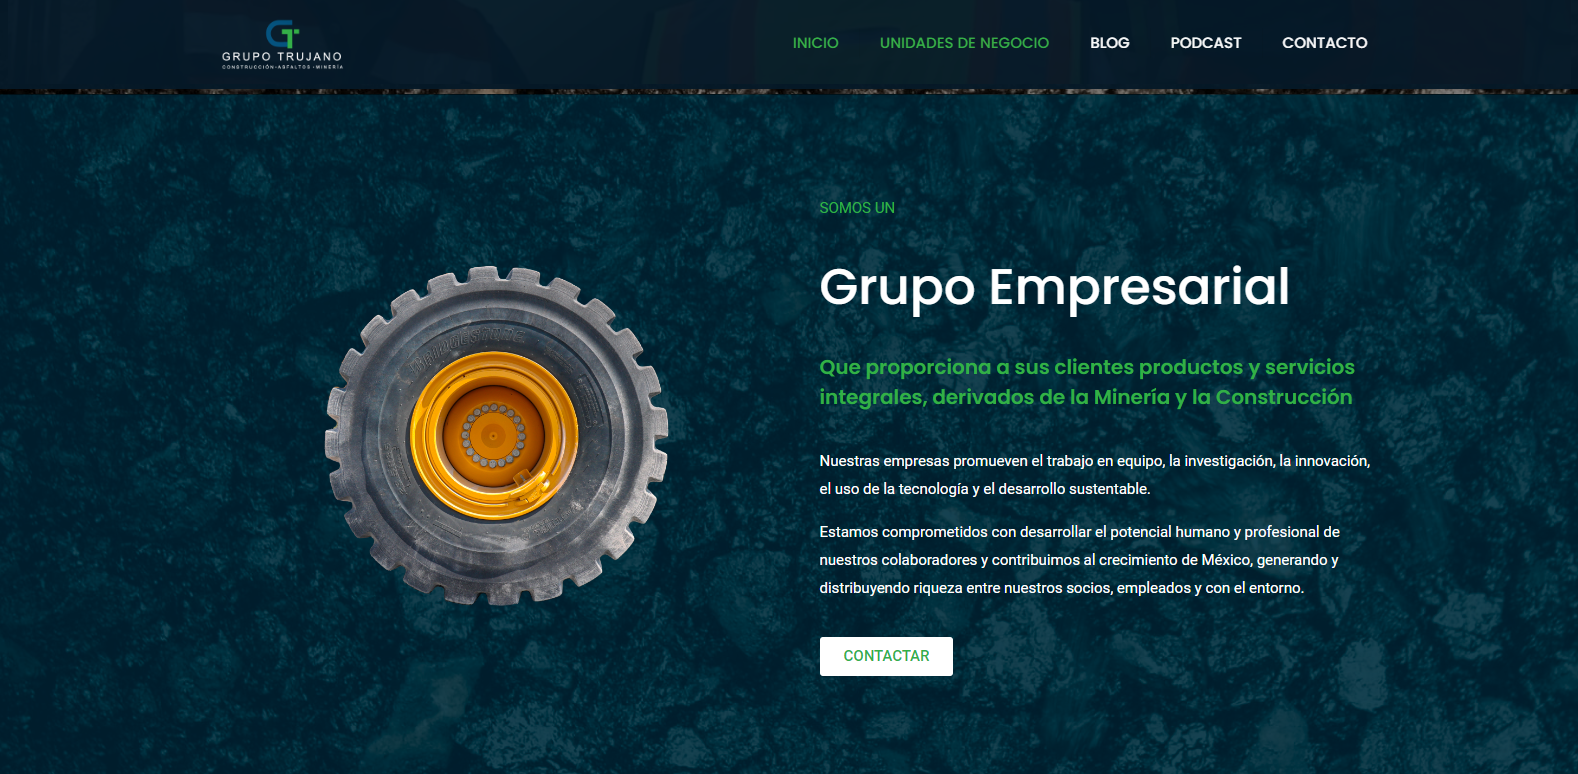 GRUPO TRUJANO
CONSTRUCCIÓN•ASFALTOS•MINERÍA
INICIO
UNIDADES DE NEGOCIO
BLOG
PODCAST
CONTACTO
SOMOS UN
Grupo Empresarial
Que proporciona a sus clientes productos y servicios
integrales, derivados de la Minería y la Construcción
BRIDGESTONE
Nuestras empresas promueven el trabajo en equipo, la investigación, la innovación,
el uso de la tecnología y el desarrollo sustentable.
Estamos comprometidos con desarrollar el potencial humano y profesional de
nuestros colaboradores y contribuimos al crecimiento de México, generando y
distribuyendo riqueza entre nuestros socios, empleados y con el entorno.
CONTACTAR